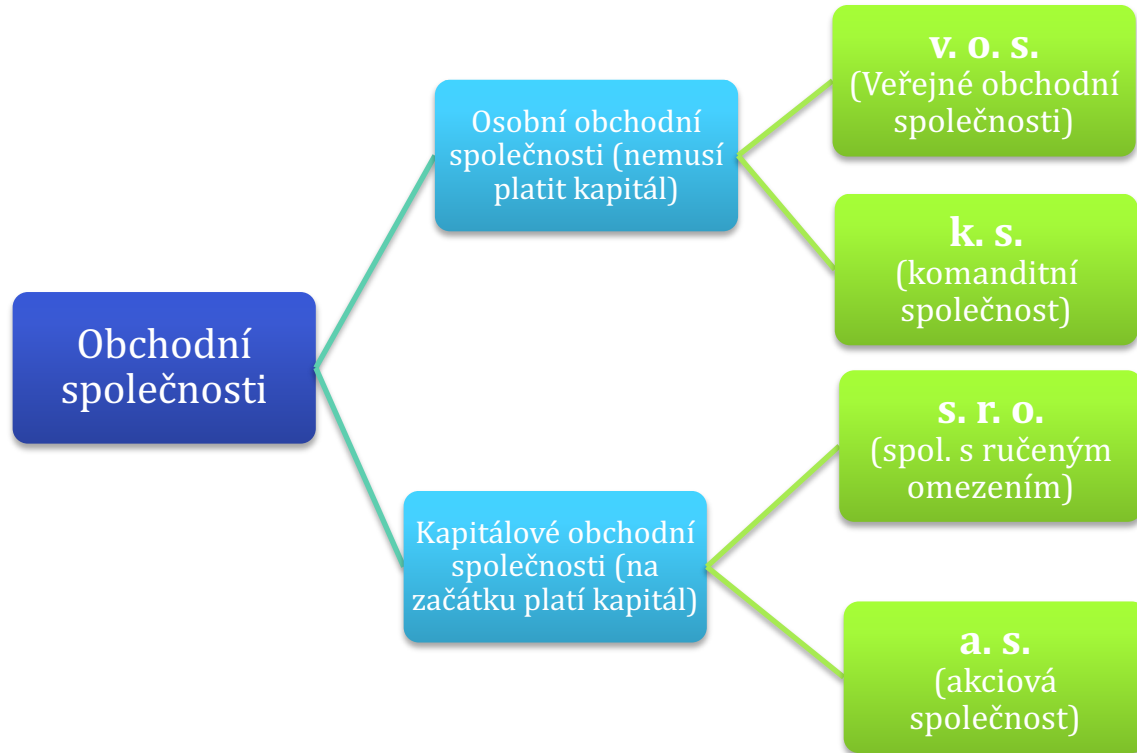 Obchodní
společnosti
Osobní obchodní
společnosti (nemusí
platit kapitál)
v. o. s.
(Veřejné obchodní
společnosti)
k. s.
(komanditní
společnost)
Kapitálové obchodní
společnosti (na
začátku platí kapitál)
s. r. o.
(spol. s ručeným
omezením)
a. s.
(akciová
společnost)